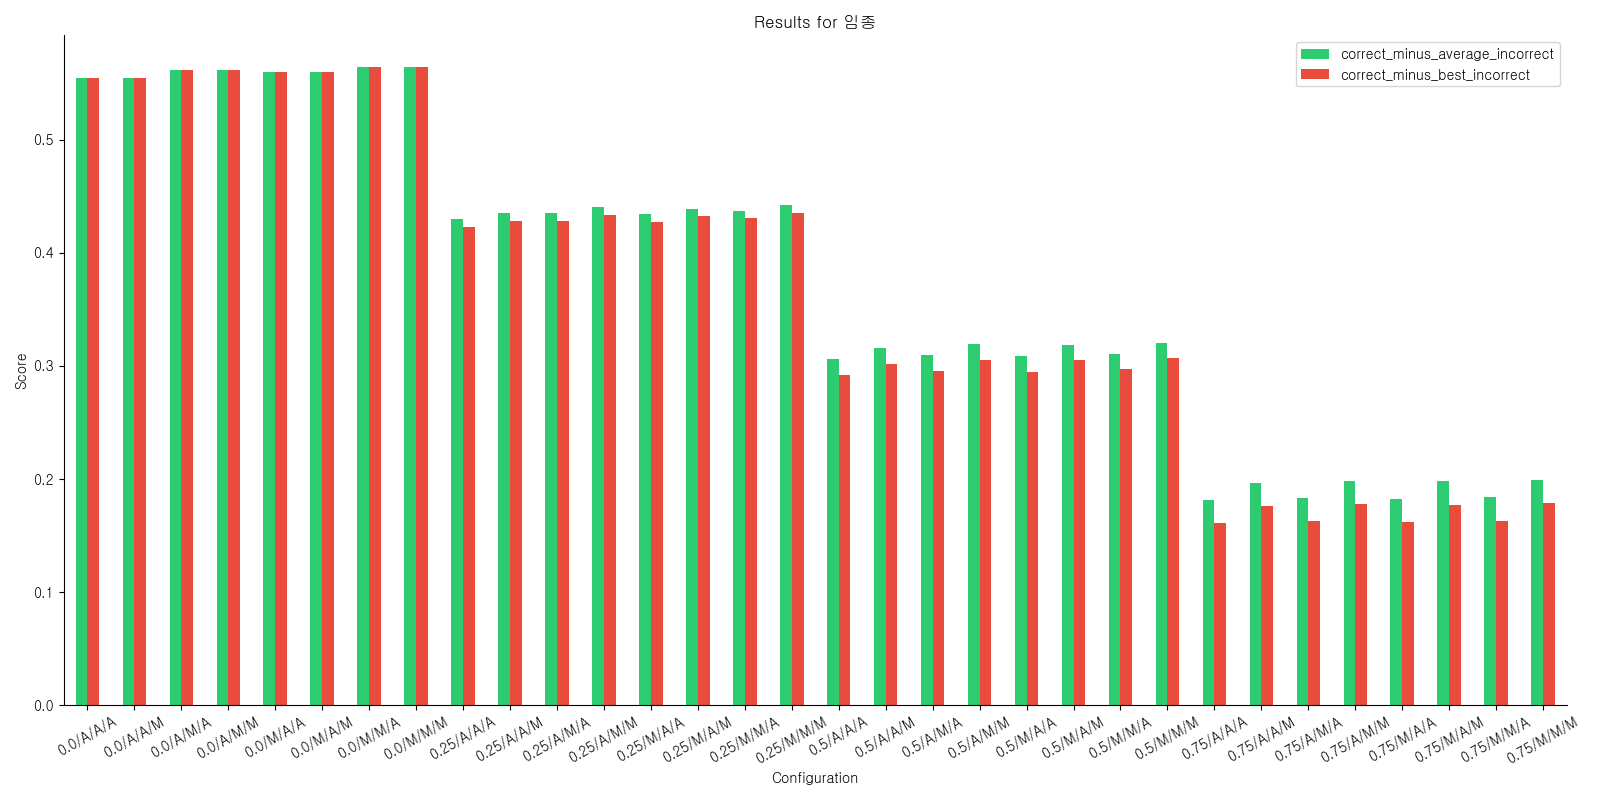 Results for 임종
correct_minus_average_incorrect
correct_minus_best_incorrect
Score
0.5
0.4
0.3
0.2
0.1
0.0
0.0/A/A/A
0.0/A/A/M
0.0/A/M/A
0.0/A/M/M
0.0/M/A/A
0.0/M/A/M
0.0/M/M/A
0.0/M/M/M
0.25/A/A/A
0.25/A/A/M
0.25/A/M/A
0.25/A/M/M
0.25/M/A/A
0.25/M/A/M
0.25/M/M/A
0.25/M/M/M
0.5/A/A/A
0.5/A/A/M
0.5/A/M/A
0.5/A/M/M
0.5/M/A/A
0.5/M/A/M
0.5/M/M/A
0.5/M/M/M
0.75/A/A/A
0.75/A/A/M
0.75/A/M/A
0.75/A/M/M
0.75/M/A/A
0.75/M/A/M
0.75/M/M/A
0.75/M/M/M
Configuration